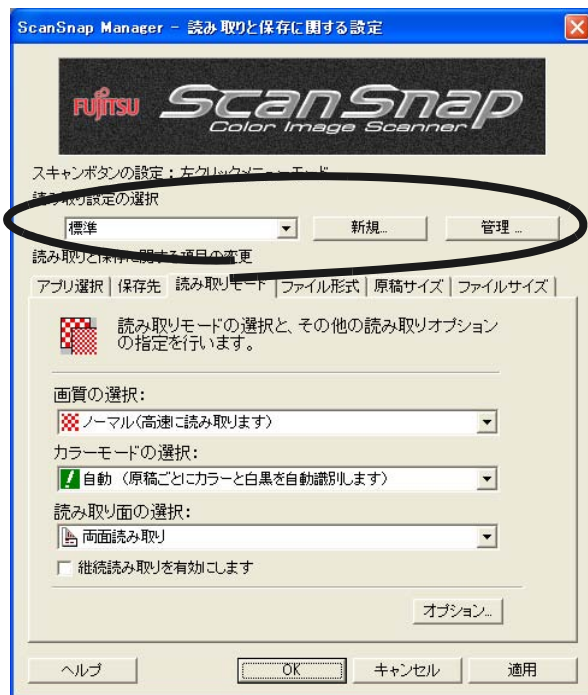 ScanSnap Manager - 読み取りと保存に関する設定
FUJITSU ScanSnap
Color Image Scanner
スキャンボタンの設定：左クリックメニューモード
読み取り設定の選択
標準 新規... 管理 ...
読み取りと保存に関する項目の変更
アプリ選択 保存先 読み取りモード ファイル形式 原稿サイズ ファイルサイズ
読み取りモードの選択と、その他の読み取りオプション
の指定を行います。
画質の選択:
ノーマル(高速に読み取ります)
カラーモードの選択:
自動 (原稿ごとにカラーと白黒を自動識別します)
読み取り面の選択:
両面読み取り
継続読み取りを有効にします
オプション...
ヘルプ OK キャンセル 適用